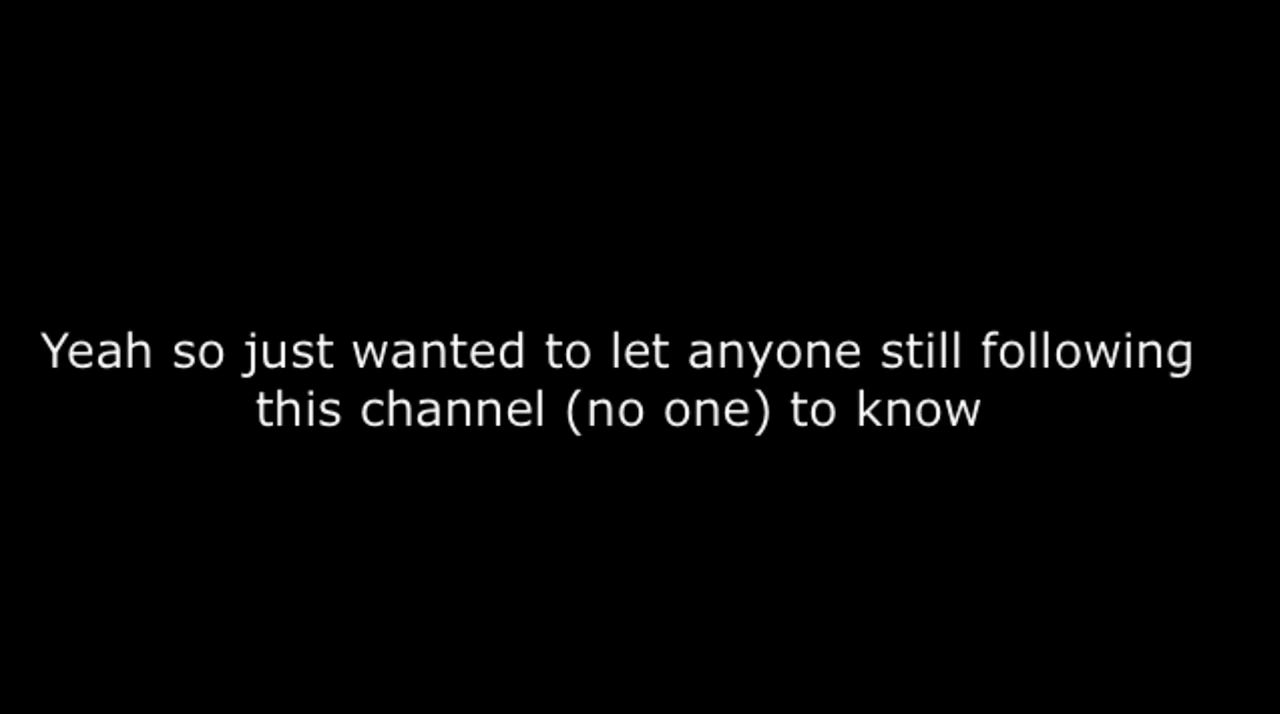 Yeah so just wanted to let anyone still following
this channel (no one) to know